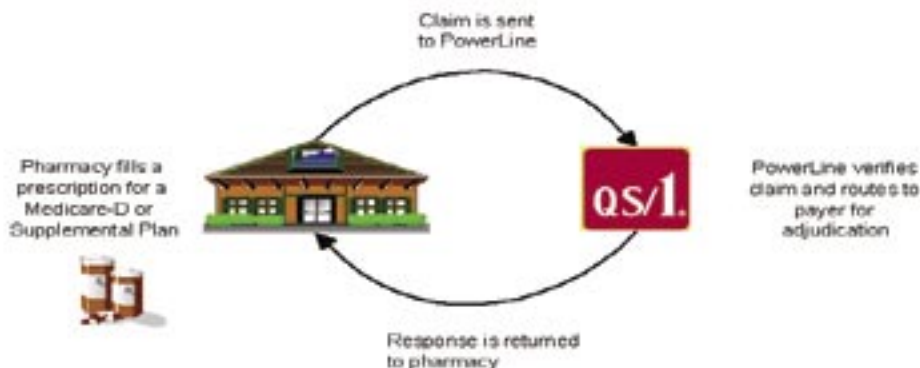 Claim is sent
to PowerLine
Pharmacy fills a
prescription for a
Medicare-D or
Supplemental Plan
QS/1.
PowerLine verifies
claim and routes to
payer for
adjudication
Response is returned
to pharmacy